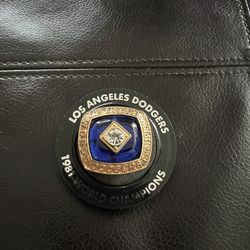 LOS ANGELES DODGERS
1981 WORLD CHAMPIONS